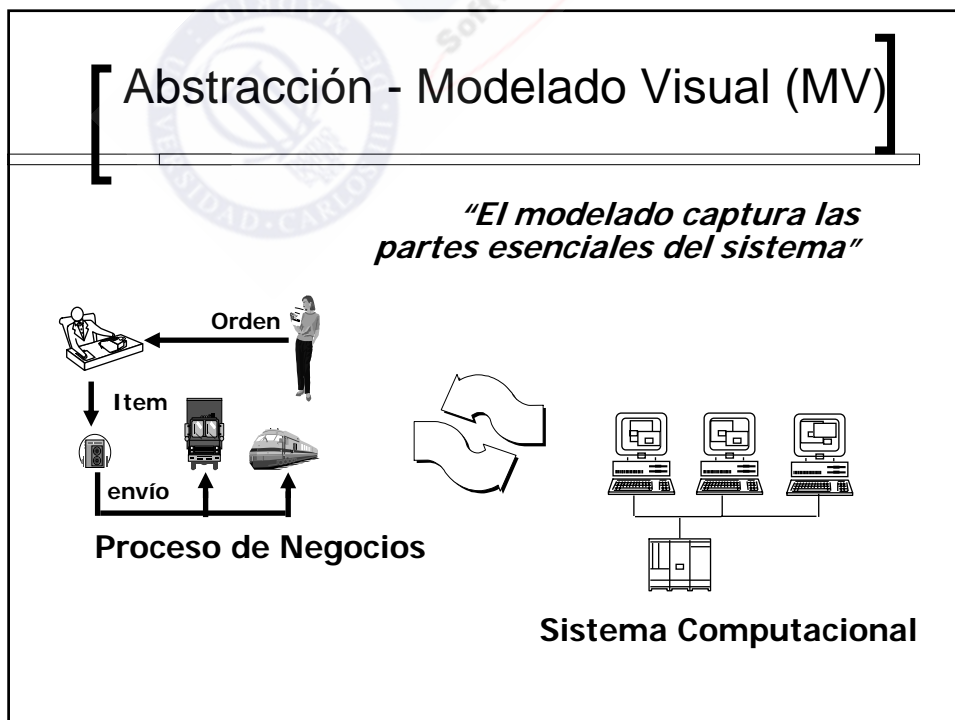 Abstracción - Modelado Visual (MV)
“El modelado captura las
partes esenciales del sistema”
Orden
Item
envío
Proceso de Negocios
Sistema Computacional